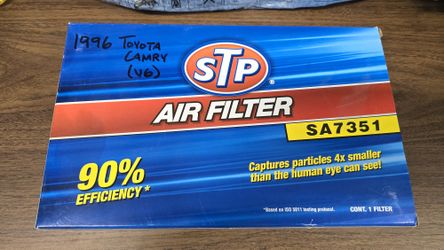 1996 TOYOTA
CAMRY
(V6)
STP
®
AIR FILTER
SA7351
90%
EFFICIENCY*
Captures particles 4x smaller
than the human eye can see!
*Based on ISO 5011 testing protocol.
CONT. 1 FILTER